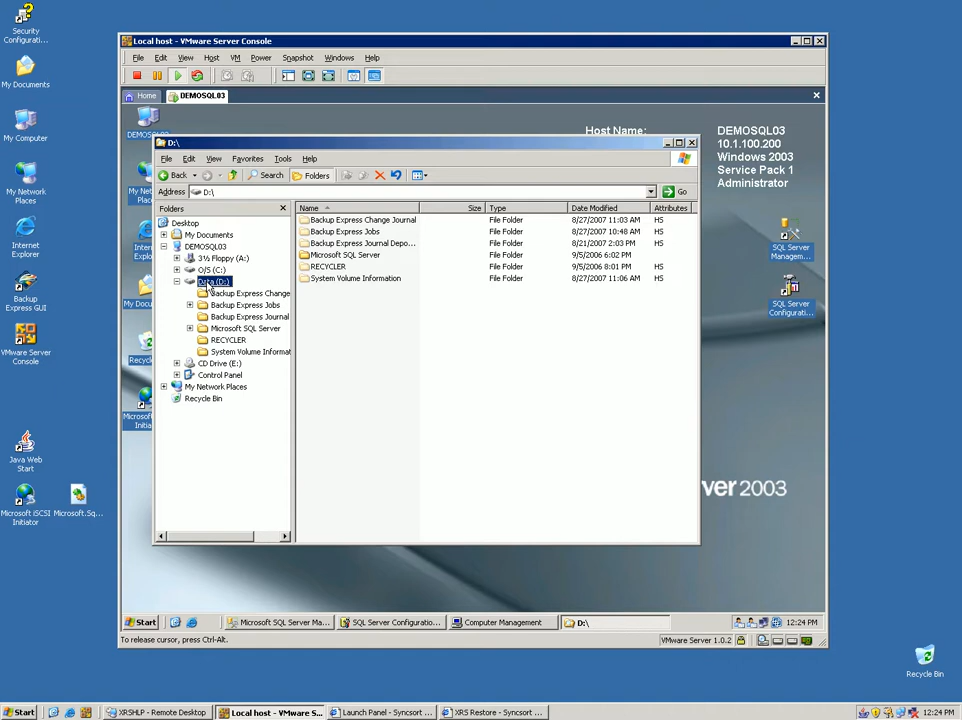 Security
Configurati...
My Documents
My Computer
My Network
Places
Internet
Explorer
Backup
Express GUI
VMware Server
Console
Java Web
Start
Microsoft iSCSI
Initiator
Microsoft.Sq...
Local host - VMware Server Console
File Edit View Host VM Power Snapshot Windows Help
Home DEMOSQL03
Host Name: DEMOSQL03
10.1.100.200
Windows 2003
Service Pack 1
Administrator
D:\
File Edit View Favorites Tools Help
Back Search Folders
Address D:\ Go
Folders
Desktop
My Documents
DEMOSQL03
3½ Floppy (A:)
O/S (C:)
Data (D:)
Backup Express Change
Backup Express Jobs
Backup Express Journal
Microsoft SQL Server
RECYCLER
System Volume Informat
CD Drive (E:)
Control Panel
My Network Places
Recycle Bin
Name Size Type Date Modified Attributes
Backup Express Change Journal File Folder 8/27/2007 11:03 AM HS
Backup Express Jobs File Folder 8/27/2007 10:48 AM HS
Backup Express Journal Depo... File Folder 8/21/2007 2:03 PM HS
Microsoft SQL Server File Folder 9/5/2006 6:02 PM
RECYCLER File Folder 9/5/2006 8:01 PM HS
System Volume Information File Folder 8/27/2007 11:06 AM HS
SQL Server
Managem...
SQL Server
Configurati...
ver 2003
Start Microsoft SQL Server Ma... SQL Server Configuratio... Computer Management D:\ 12:24 PM
To release cursor, press Ctrl-Alt. VMware Server 1.0.2
Recycle Bin
Start XRSHLP - Remote Desktop Local host - VMware S... Launch Panel - Syncsort ... XRS Restore - Syncsort ... 12:24 PM